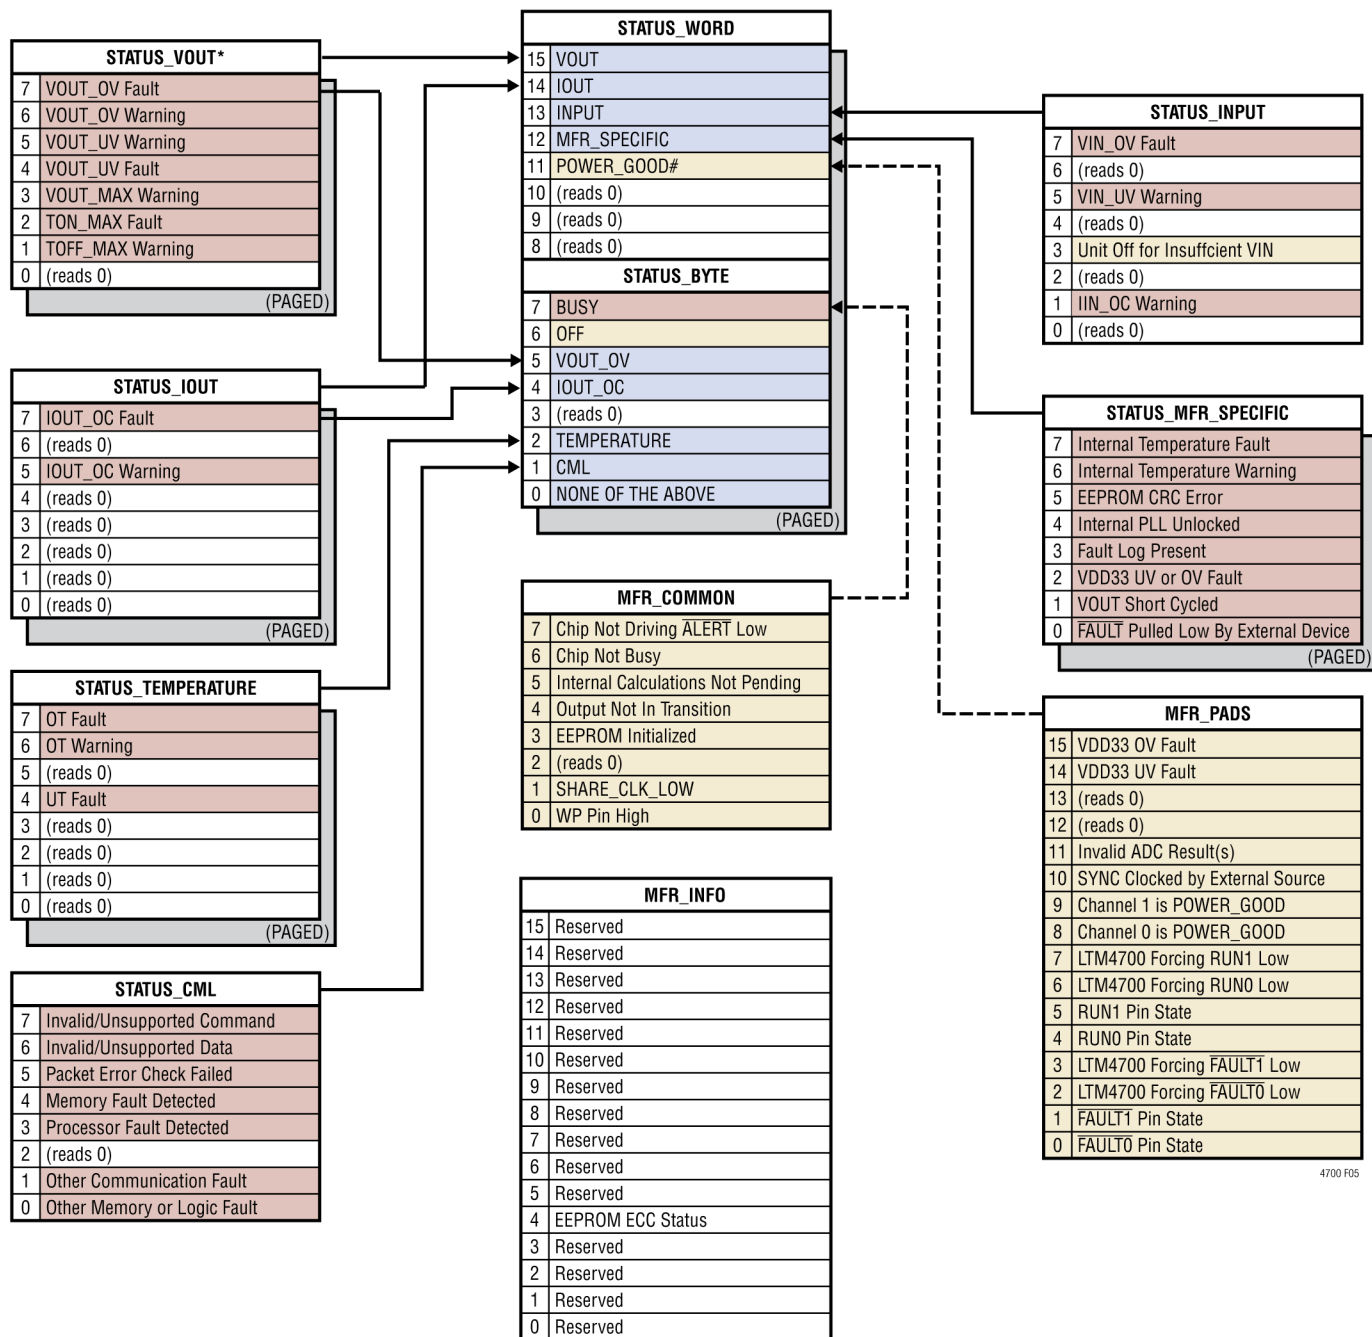 STATUS_VOUT*
7 VOUT_OV Fault
6 VOUT_OV Warning
5 VOUT_UV Warning
4 VOUT_UV Fault
3 VOUT_MAX Warning
2 TON_MAX Fault
1 TOFF_MAX Warning
0 (reads 0)
(PAGED)
STATUS_IOUT
7 IOUT_OC Fault
6 (reads 0)
5 IOUT_OC Warning
4 (reads 0)
3 (reads 0)
2 (reads 0)
1 (reads 0)
0 (reads 0)
(PAGED)
STATUS_TEMPERATURE
7 OT Fault
6 OT Warning
5 (reads 0)
4 UT Fault
3 (reads 0)
2 (reads 0)
1 (reads 0)
0 (reads 0)
(PAGED)
STATUS_CML
7 Invalid/Unsupported Command
6 Invalid/Unsupported Data
5 Packet Error Check Failed
4 Memory Fault Detected
3 Processor Fault Detected
2 (reads 0)
1 Other Communication Fault
0 Other Memory or Logic Fault
STATUS_WORD
15 VOUT
14 IOUT
13 INPUT
12 MFR_SPECIFIC
11 POWER_GOOD#
10 (reads 0)
9 (reads 0)
8 (reads 0)
STATUS_BYTE
7 BUSY
6 OFF
5 VOUT_OV
4 IOUT_OC
3 (reads 0)
2 TEMPERATURE
1 CML
0 NONE OF THE ABOVE
(PAGED)
MFR_COMMON
7 Chip Not Driving ALERT Low
6 Chip Not Busy
5 Internal Calculations Not Pending
4 Output Not In Transition
3 EEPROM Initialized
2 (reads 0)
1 SHARE_CLK_LOW
0 WP Pin High
MFR_INFO
15 Reserved
14 Reserved
13 Reserved
12 Reserved
11 Reserved
10 Reserved
9 Reserved
8 Reserved
7 Reserved
6 Reserved
5 Reserved
4 EEPROM ECC Status
3 Reserved
2 Reserved
1 Reserved
0 Reserved
STATUS_INPUT
7 VIN_OV Fault
6 (reads 0)
5 VIN_UV Warning
4 (reads 0)
3 Unit Off for Insuffcient VIN
2 (reads 0)
1 IIN_OC Warning
0 (reads 0)
STATUS_MFR_SPECIFIC
7 Internal Temperature Fault
6 Internal Temperature Warning
5 EEPROM CRC Error
4 Internal PLL Unlocked
3 Fault Log Present
2 VDD33 UV or OV Fault
1 VOUT Short Cycled
0 FAULT Pulled Low By External Device
(PAGED)
MFR_PADS
15 VDD33 OV Fault
14 VDD33 UV Fault
13 (reads 0)
12 (reads 0)
11 Invalid ADC Result(s)
10 SYNC Clocked by External Source
9 Channel 1 is POWER_GOOD
8 Channel 0 is POWER_GOOD
7 LTM4700 Forcing RUN1 Low
6 LTM4700 Forcing RUN0 Low
5 RUN1 Pin State
4 RUN0 Pin State
3 LTM4700 Forcing FAULT1 Low
2 LTM4700 Forcing FAULT0 Low
1 FAULT1 Pin State
0 FAULT0 Pin State
4700 F05